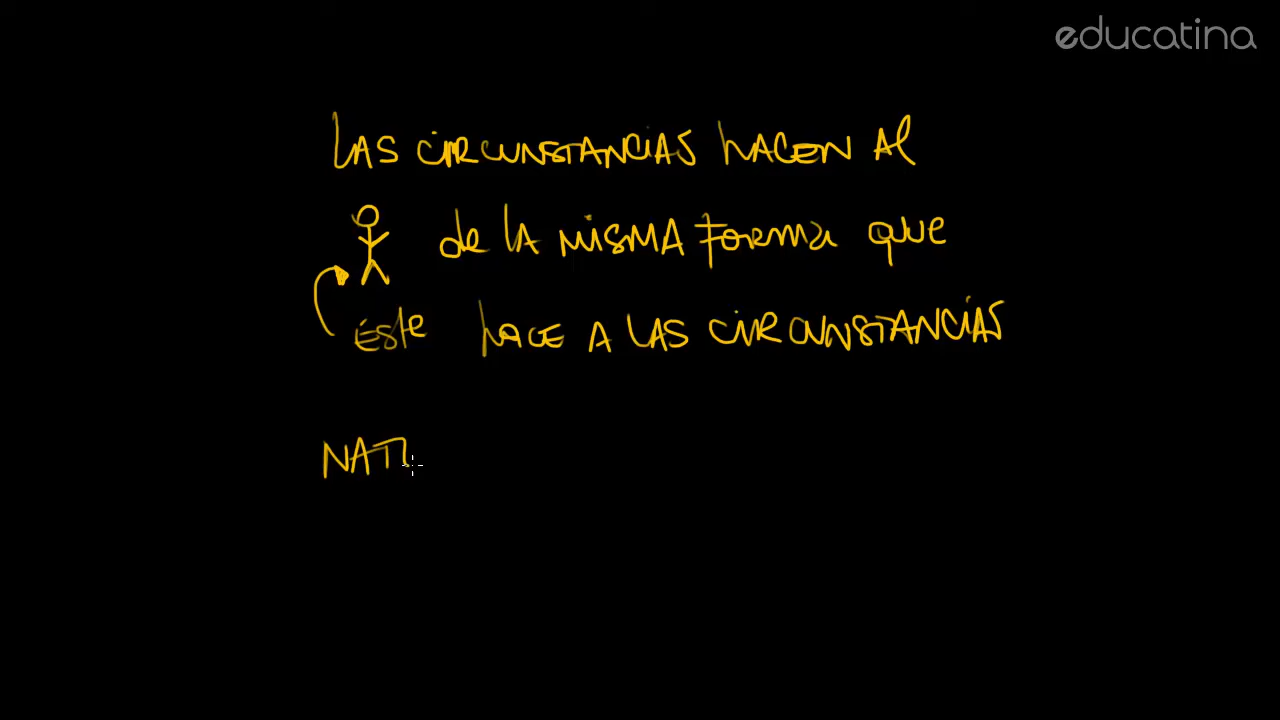 educatina
LAS CIRCUNSTANCIAS HACEN Al
de lA MISMA forma que
éste HACE A LAS CIRCUNSTANCIAS
NAT